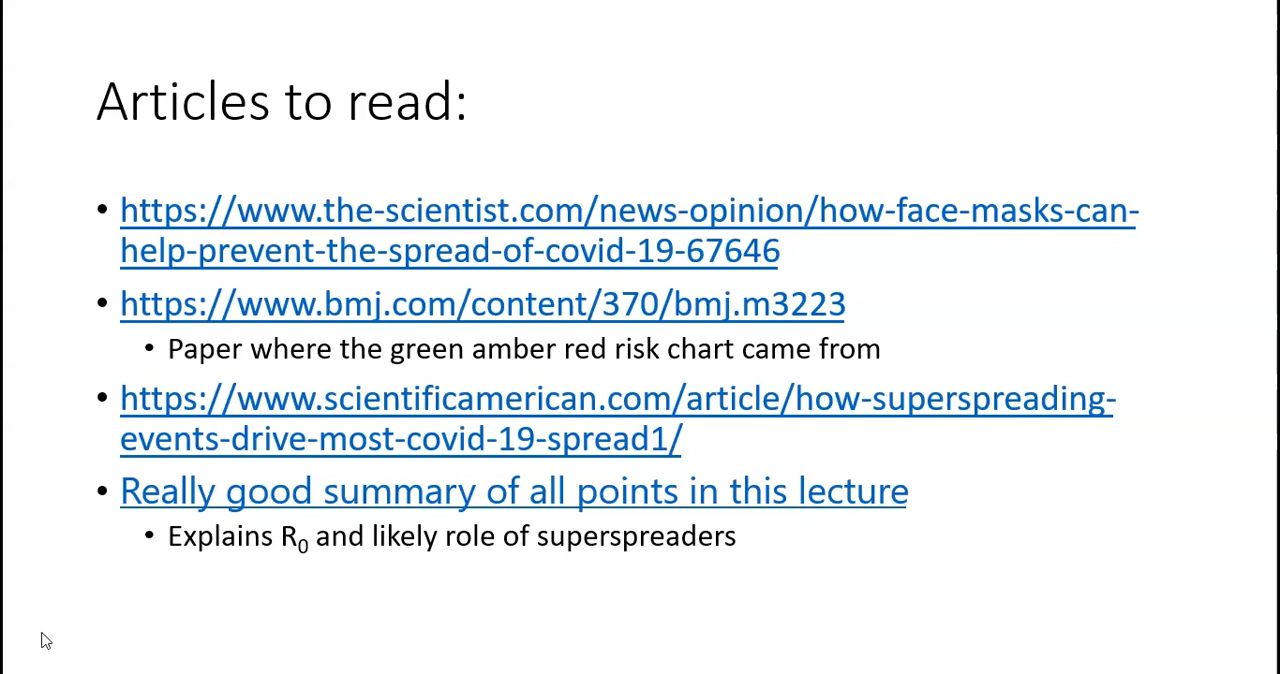 Articles to read:
• https://www.the-scientist.com/news-opinion/how-face-masks-can-
help-prevent-the-spread-of-covid-19-67646
• https://www.bmj.com/content/370/bmj.m3223
• Paper where the green amber red risk chart came from
• https://www.scientificamerican.com/article/how-superspreading-
events-drive-most-covid-19-spread1/
• Really good summary of all points in this lecture
• Explains R₀ and likely role of superspreaders